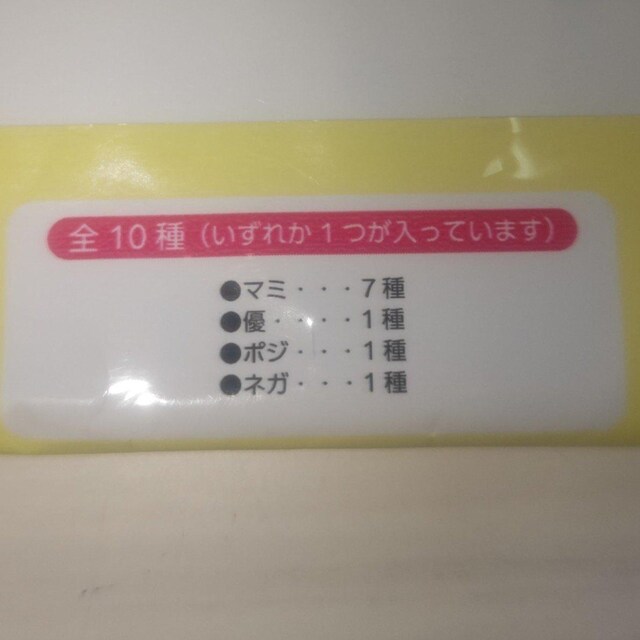 全10種(いずれか1つが入っています)
●マミ・・・7種
●優・・・・1種
●ポジ・・・1種
●ネガ・・・1種